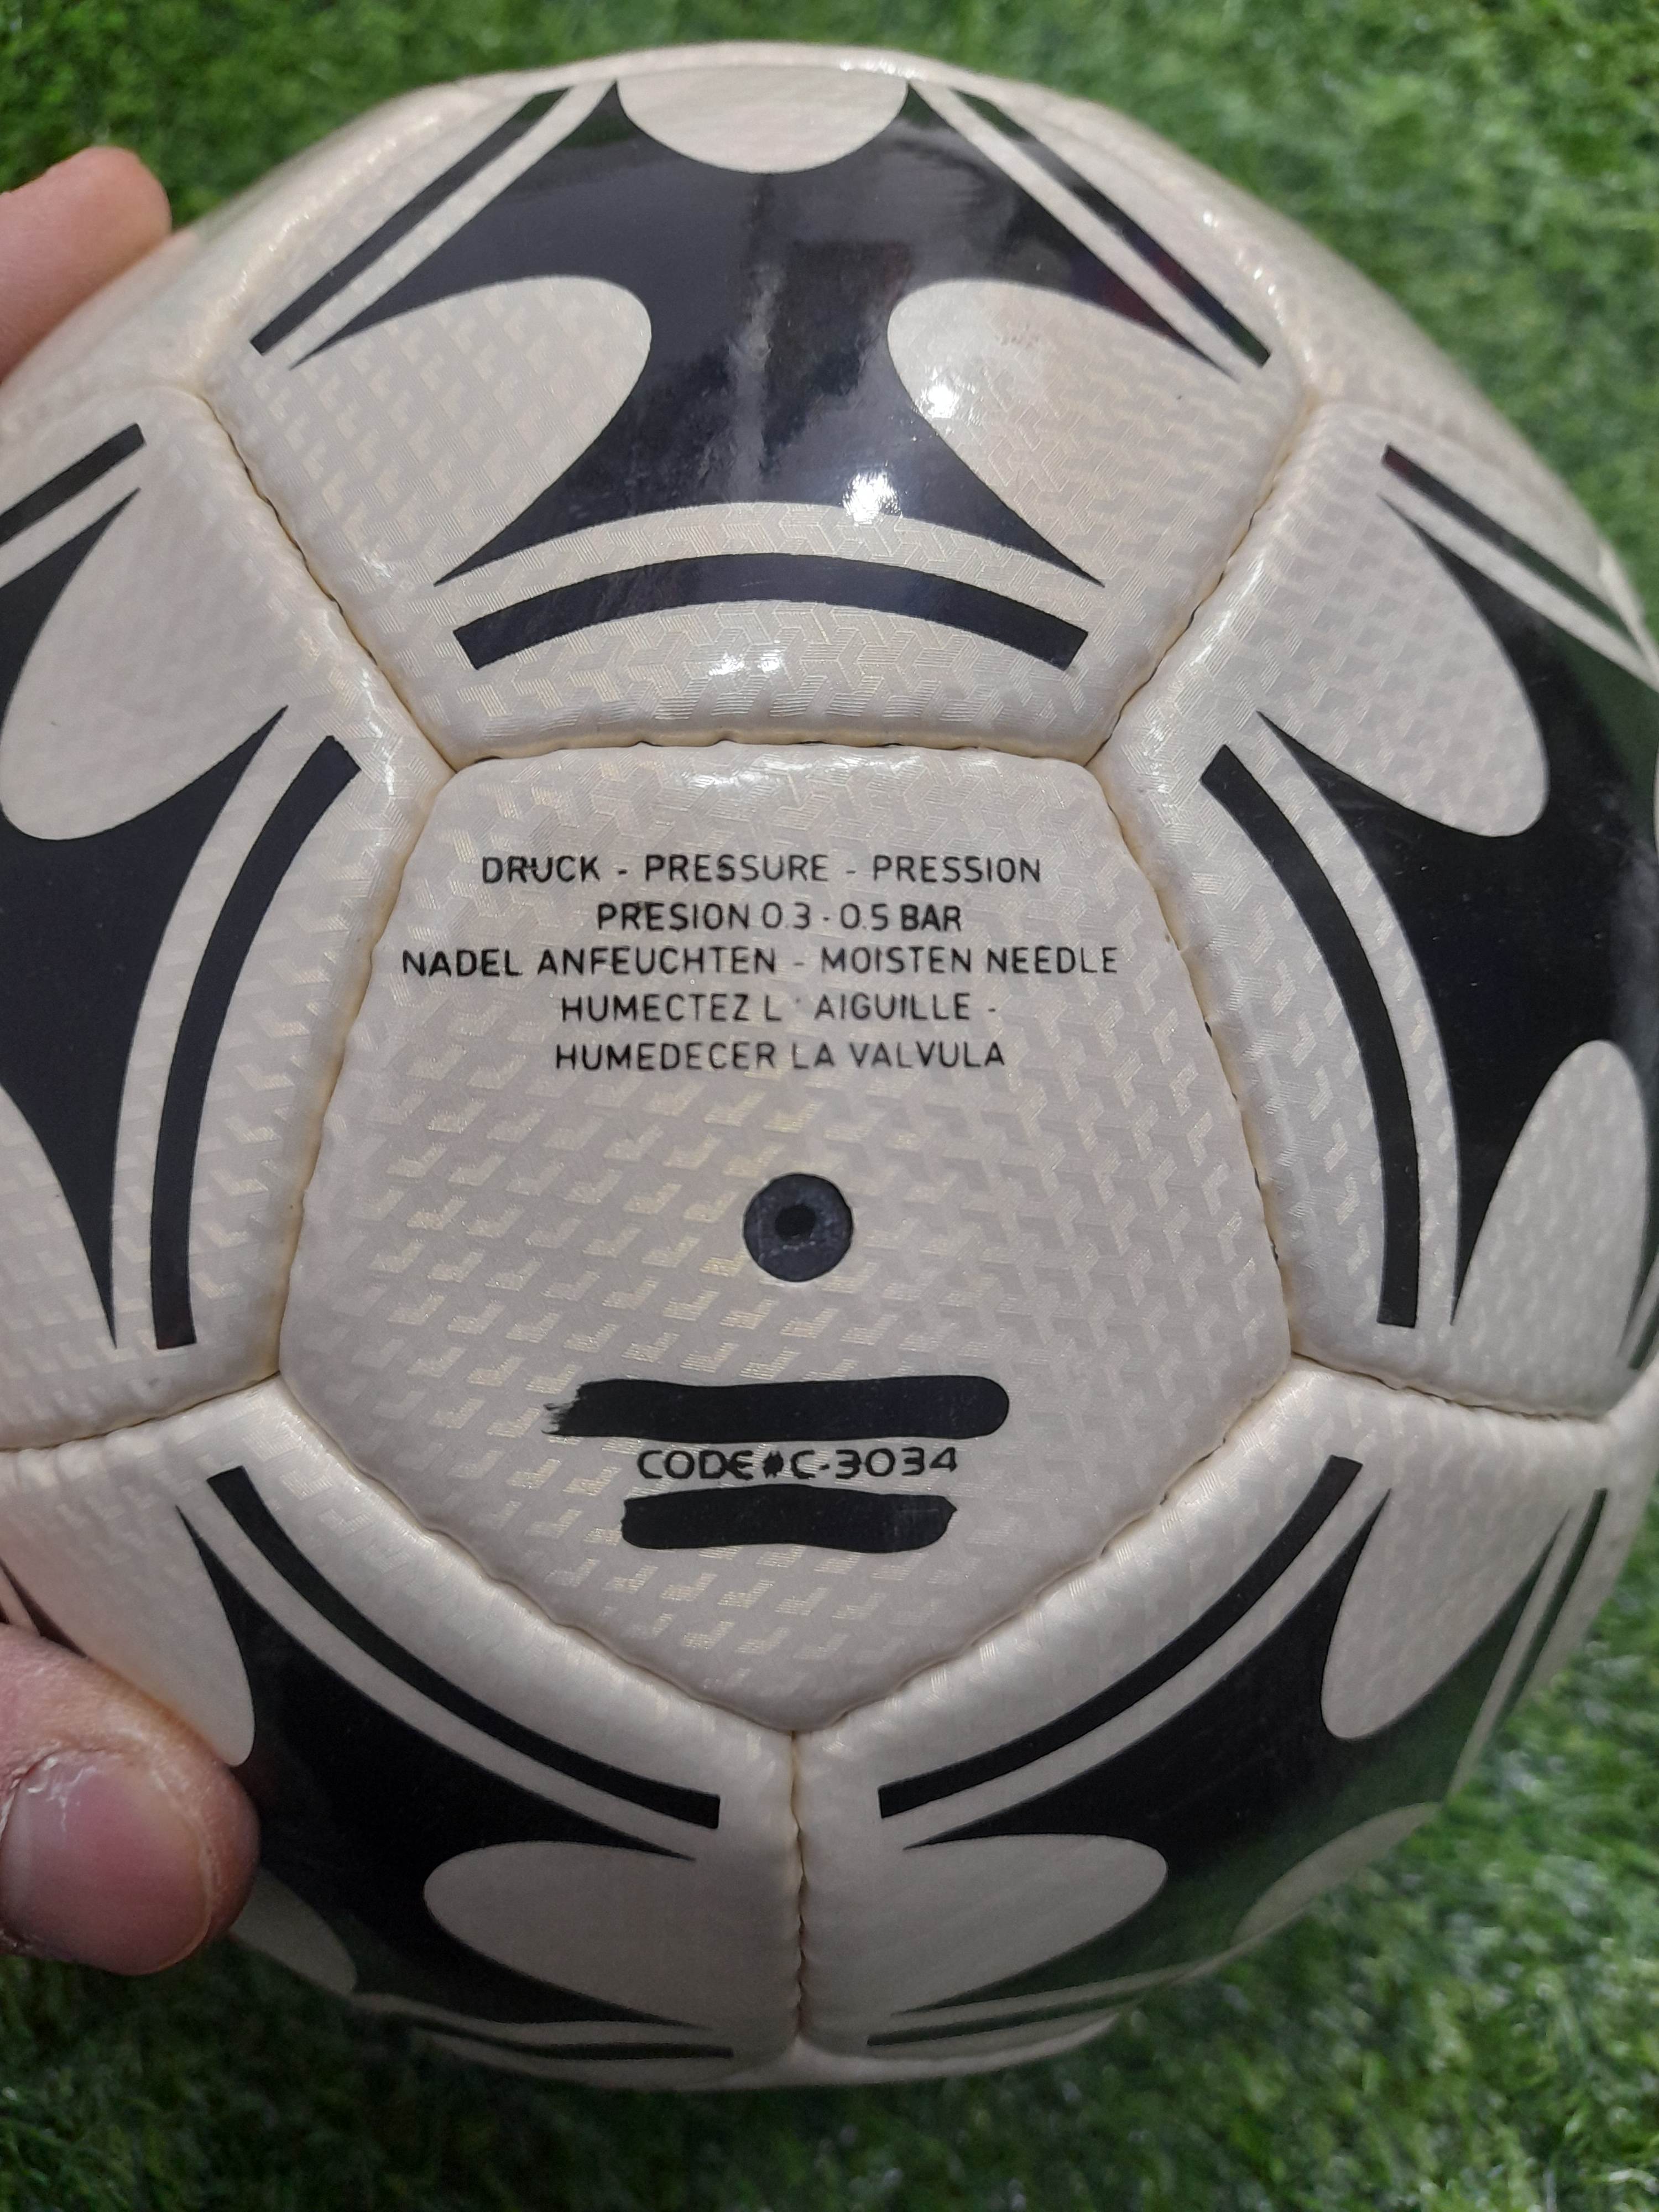 DRUCK - PRESSURE - PRESSION
PRESION 0.3 - 0.5 BAR
NADEL ANFEUCHTEN - MOISTEN NEEDLE
HUMECTEZ L ' AIGUILLE -
HUMEDECER LA VALVULA
CODE#C-3034